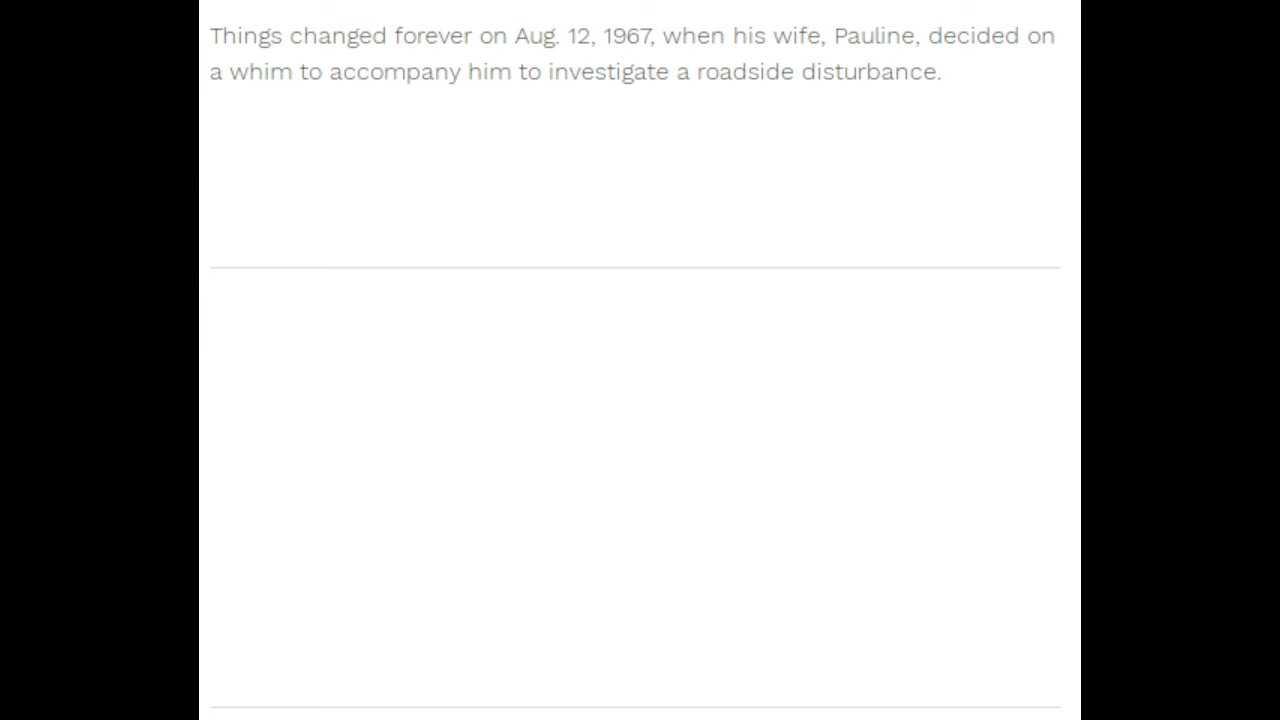 Things changed forever on Aug. 12, 1967, when his wife, Pauline, decided on
a whim to accompany him to investigate a roadside disturbance.